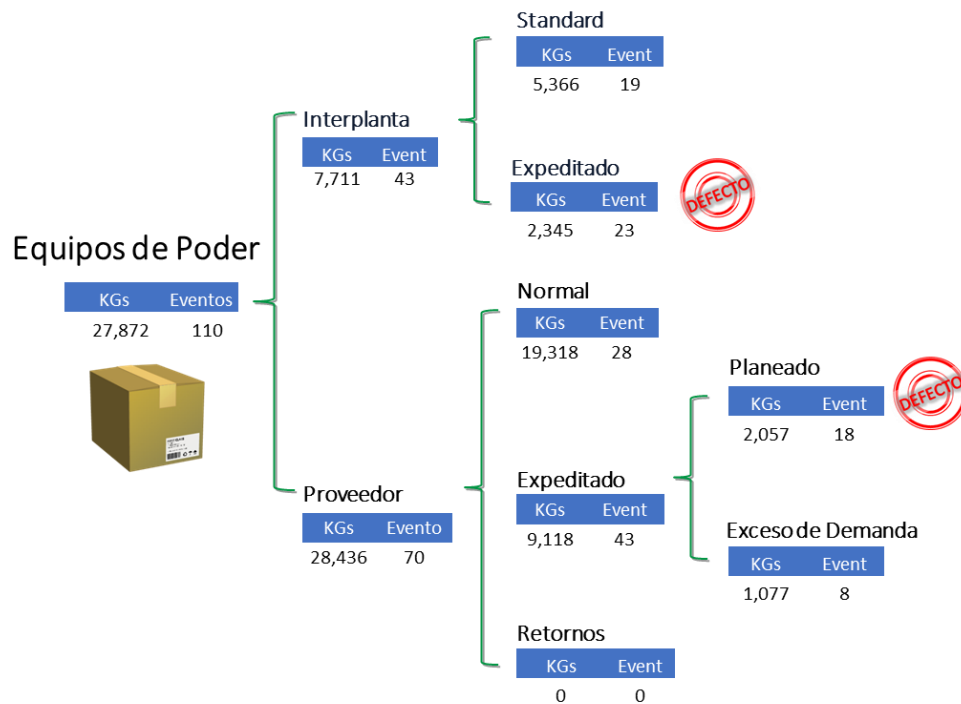 Standard
KGs Event
5,366 19
Interplanta
KGs Event
7,711 43
Expeditado
KGs Event
2,345 23
DEFECTO
Equipos de Poder
KGs Eventos
27,872 110
Normal
KGs Event
19,318 28
Planeado
KGs Event
2,057 18
DEFECTO
Proveedor
KGs Evento
28,436 70
Expeditado
KGs Event
9,118 43
Exceso de Demanda
KGs Event
1,077 8
Retornos
KGs Event
0 0